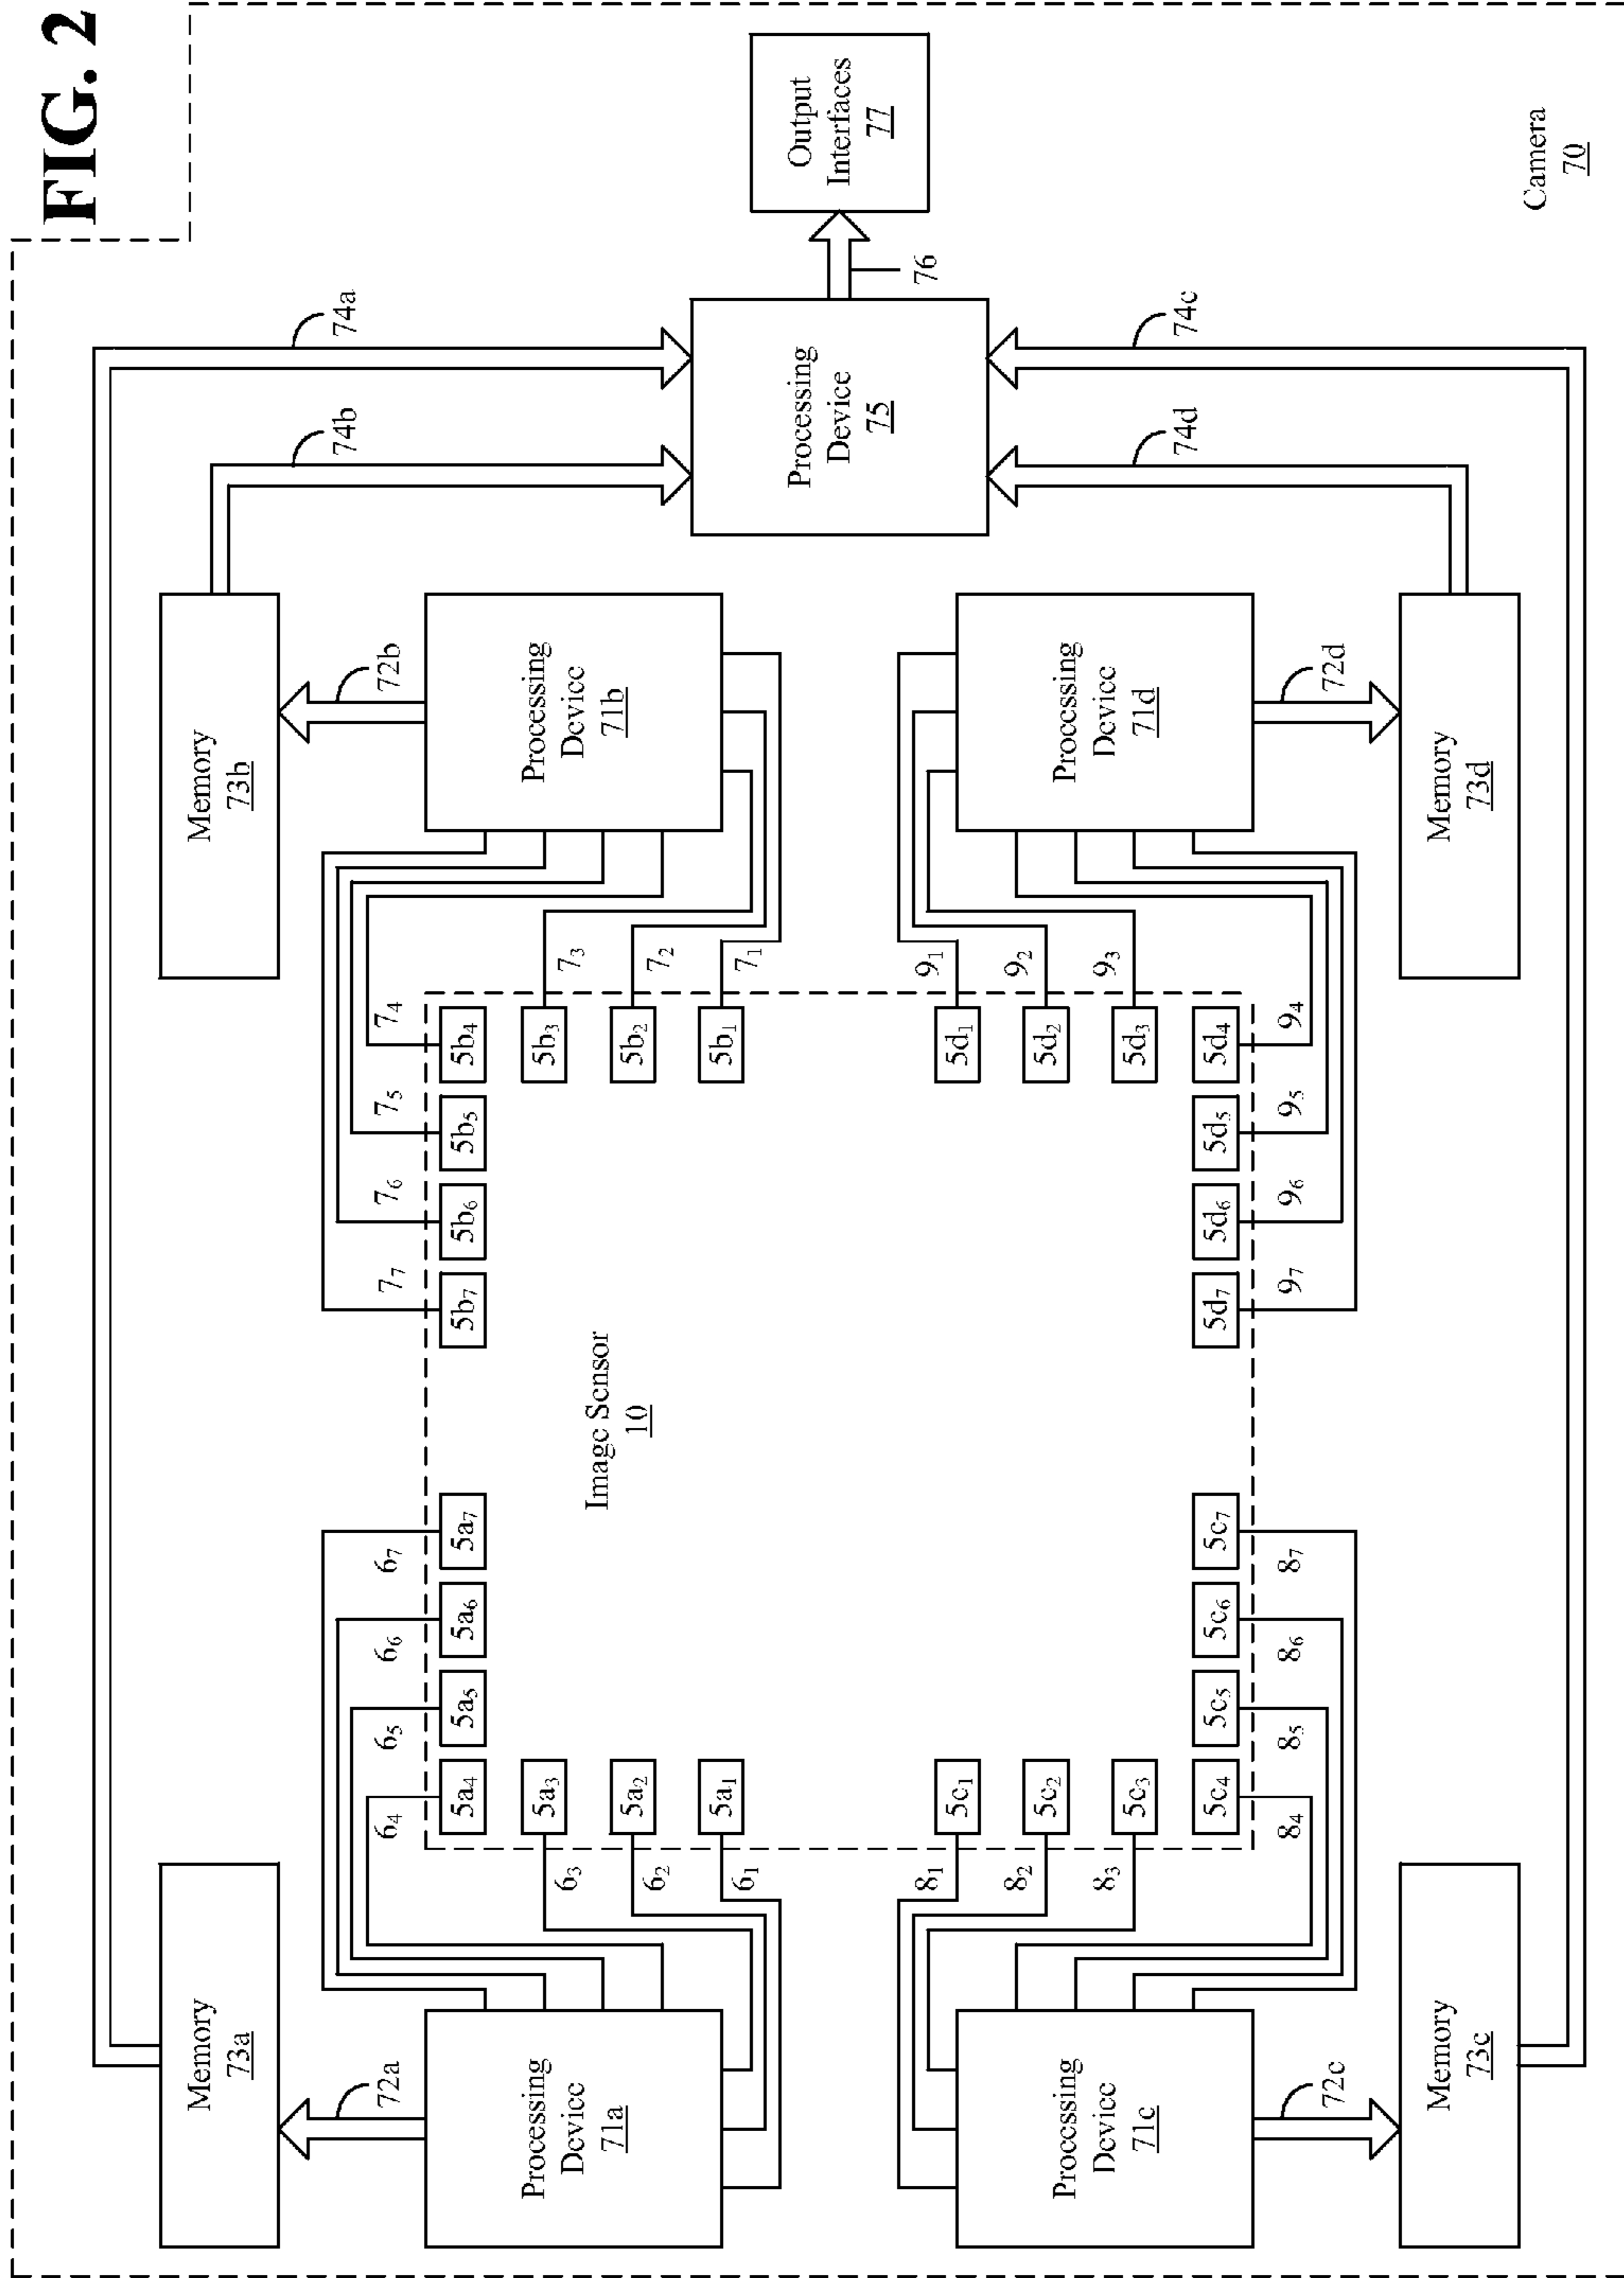 FIG. 2
74a
74b
Memory
73a
Memory
73b
72a
72b
6₄
6₅
6₆
6₇
7₇
7₆
7₅
7₄
Processing
Device
71a
5a₄
5a₅
5a₆
5a₇
5b₇
5b₆
5b₅
5b₄
Processing
Device
71b
6₃
5a₃
5b₃
7₃
6₂
5a₂
5b₂
7₂
6₁
5a₁
5b₁
7₁
Image Sensor
10
Processing
Device
75
76
Output
Interfaces
77
8₁
5c₁
5d₁
9₁
8₂
5c₂
5d₂
9₂
8₃
5c₃
5d₃
9₃
Processing
Device
71c
5c₄
5c₅
5c₆
5c₇
5d₇
5d₆
5d₅
5d₄
Processing
Device
71d
8₄
8₅
8₆
8₇
9₇
9₆
9₅
9₄
74c
74d
72c
72d
Memory
73c
Memory
73d
Camera
70